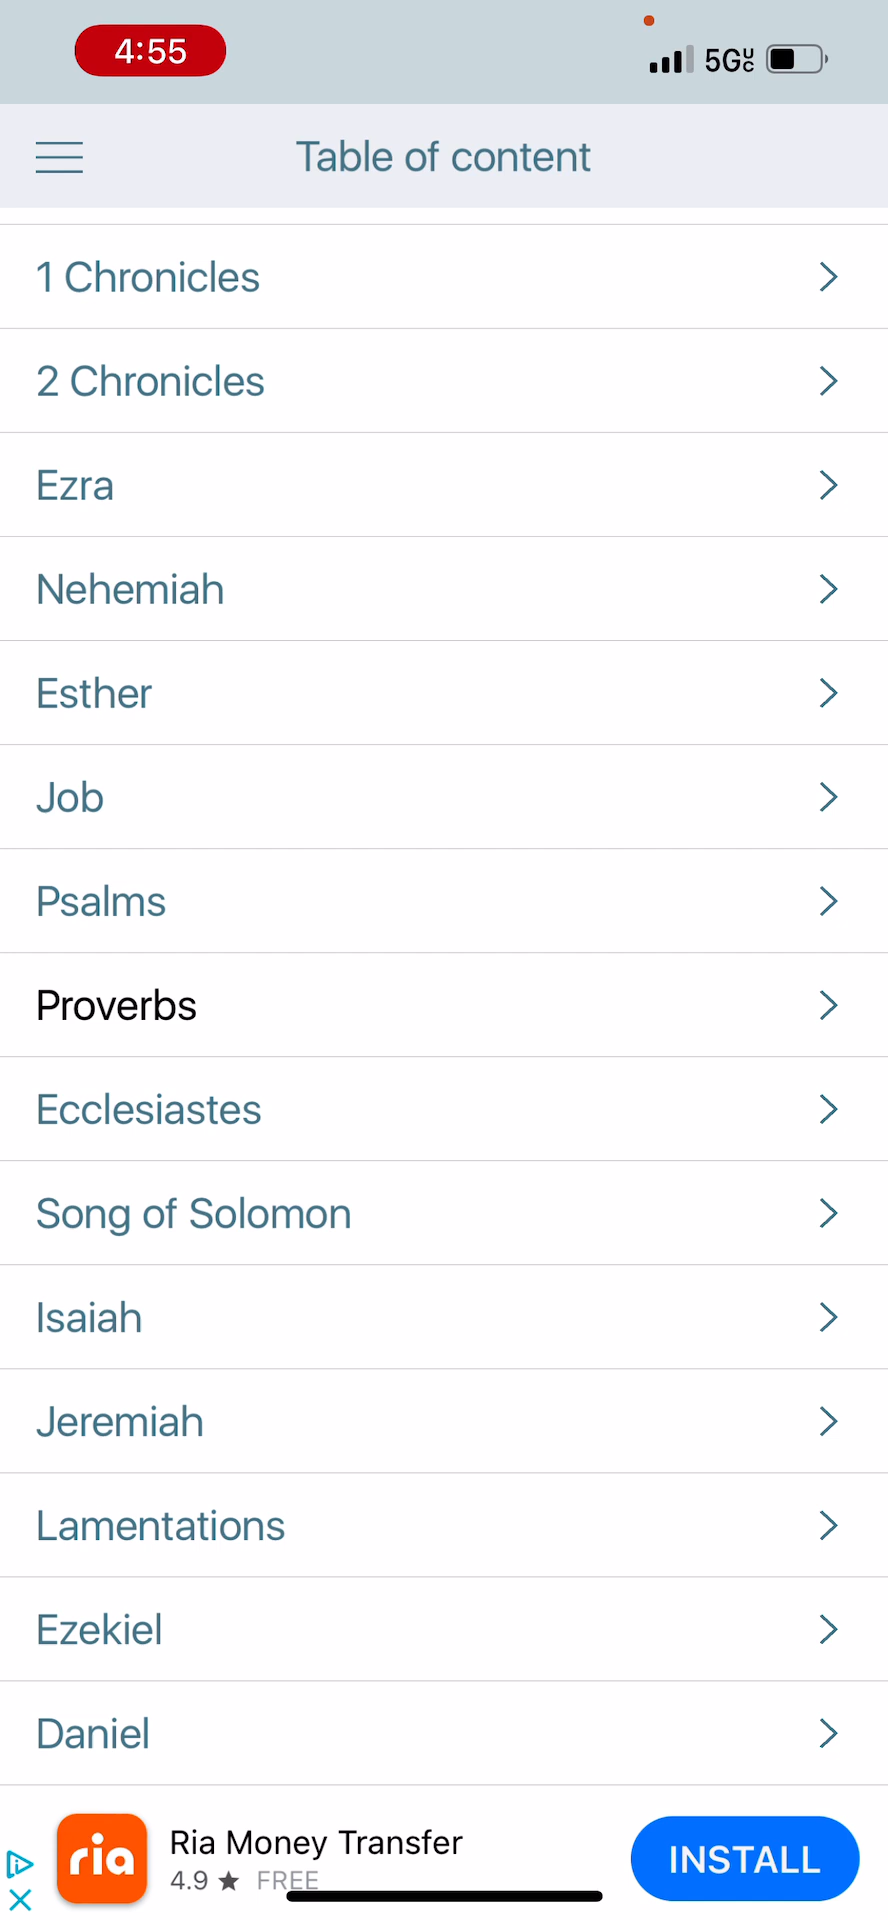 4:55
5GUC
Table of content
1 Chronicles
2 Chronicles
Ezra
Nehemiah
Esther
Job
Psalms
Proverbs
Ecclesiastes
Song of Solomon
Isaiah
Jeremiah
Lamentations
Ezekiel
Daniel
ria
Ria Money Transfer
4.9 ★ FREE
INSTALL